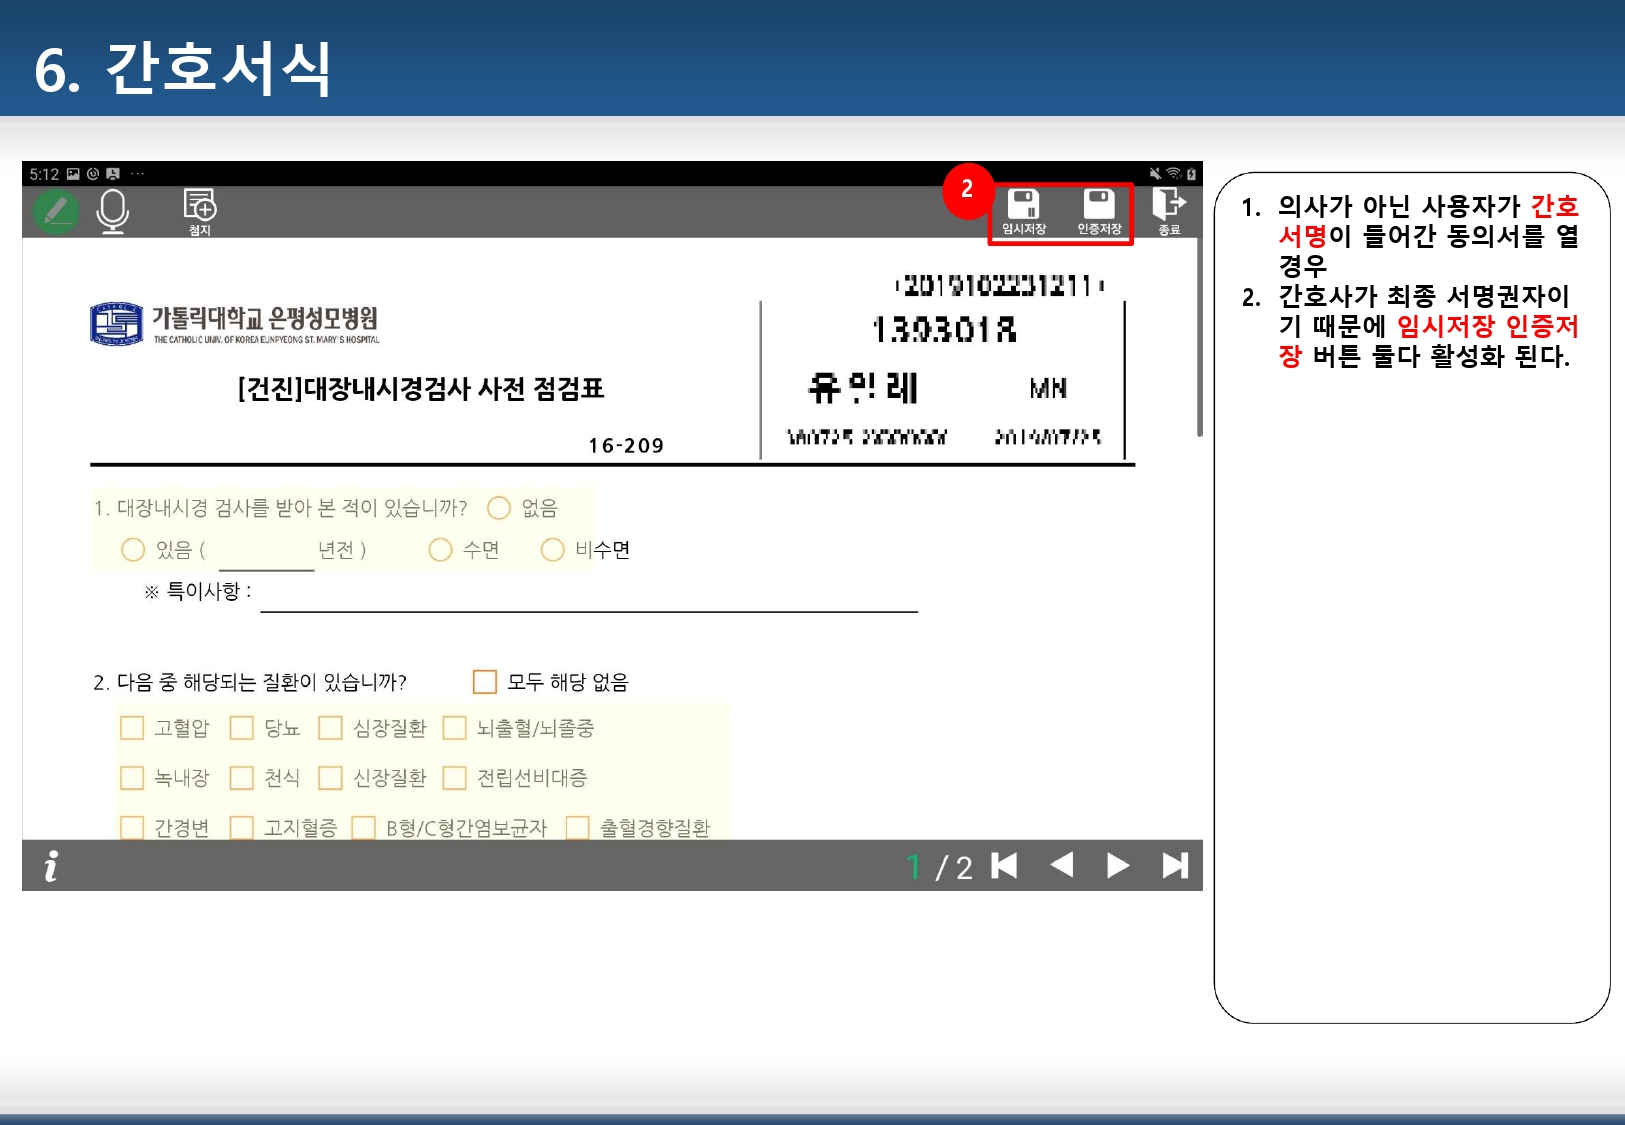 6. 간호서식
5:12
첨지
2
임시저장
인증저장
종료
가톨릭대학교 은평성모병원
THE CATHOLIC UNIV. OF KOREA EUNPYEONG ST. MARY'S HOSPITAL
[건진]대장내시경검사 사전 점검표
16-209
MN
1. 대장내시경 검사를 받아 본 적이 있습니까? 없음
있음 ( 년전 ) 수면 비수면
※ 특이사항 :
2. 다음 중 해당되는 질환이 있습니까? 모두 해당 없음
고혈압 당뇨 심장질환 뇌출혈/뇌졸중
녹내장 천식 신장질환 전립선비대증
간경변 고지혈증 B형/C형간염보균자 출혈경향질환
i
1 / 2
1. 의사가 아닌 사용자가 간호
서명이 들어간 동의서를 열
경우
2. 간호사가 최종 서명권자이
기 때문에 임시저장 인증저
장 버튼 둘다 활성화 된다.